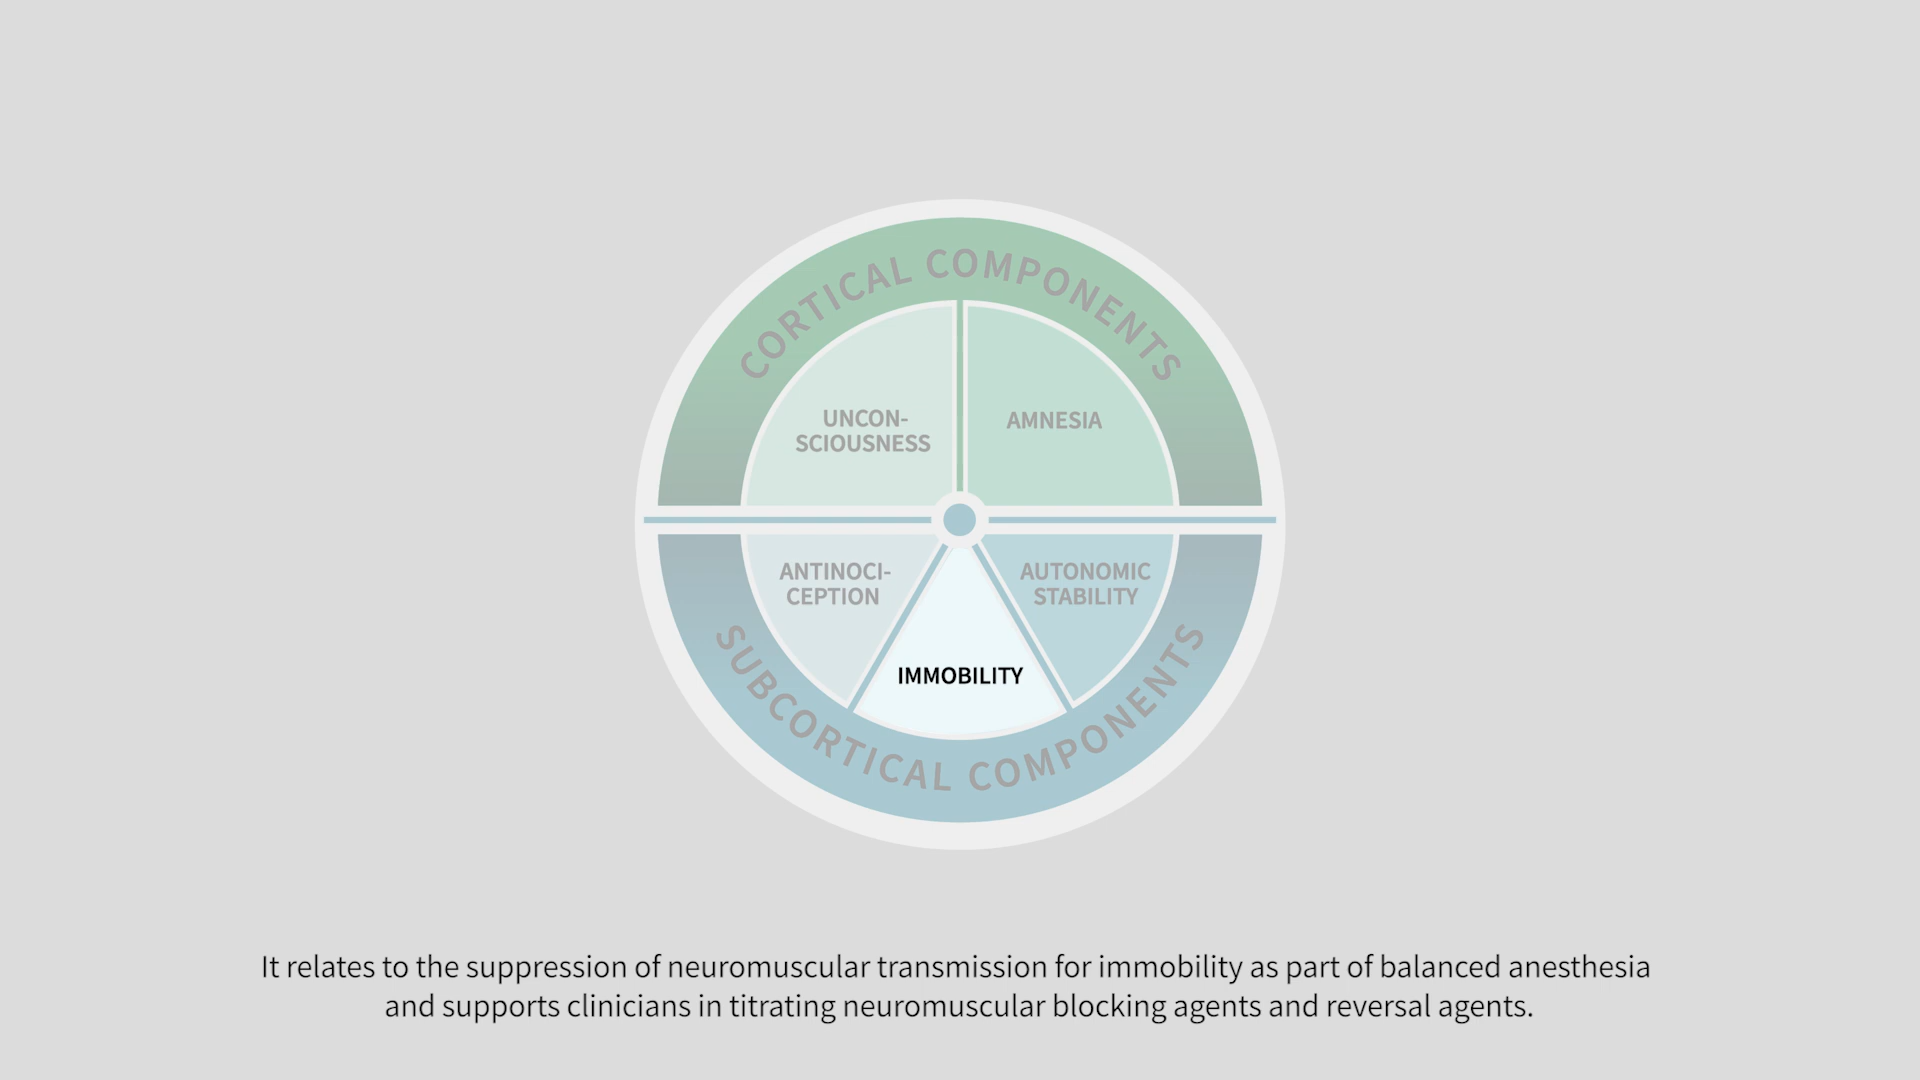 CORTICAL COMPONENTS
UNCON-
SCIOUSNESS
AMNESIA
ANTINOCI-
CEPTION
AUTONOMIC
STABILITY
IMMOBILITY
SUBCORTICAL COMPONENTS
It relates to the suppression of neuromuscular transmission for immobility as part of balanced anesthesia
and supports clinicians in titrating neuromuscular blocking agents and reversal agents.